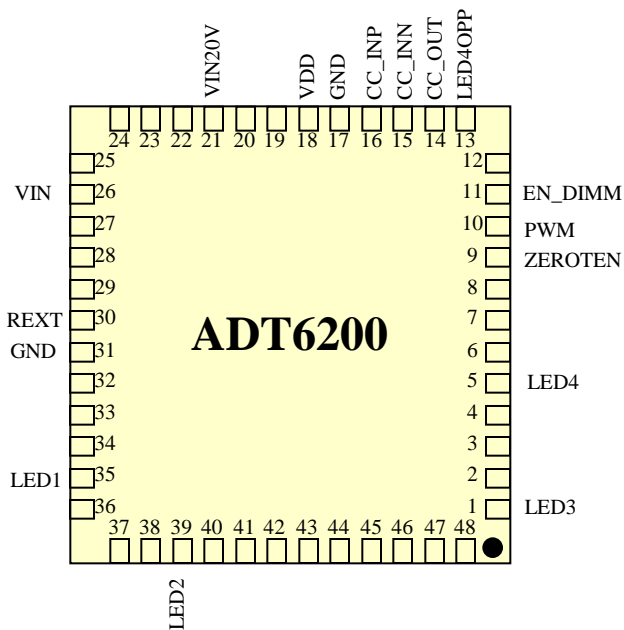 VIN20V
VDD
GND
CC_INP
CC_INN
CC_OUT
LED4OPP
24 23 22 21 20 19 18 17 16 15 14 13
25 12
VIN 26 11 EN_DIMM
27 10 PWM
28 9 ZEROTEN
29 8
REXT 30 7
GND 31 6
32 5 LED4
33 4
34 3
LED1 35 2
36 1 LED3
ADT6200
37 38 39 40 41 42 43 44 45 46 47 48
LED2